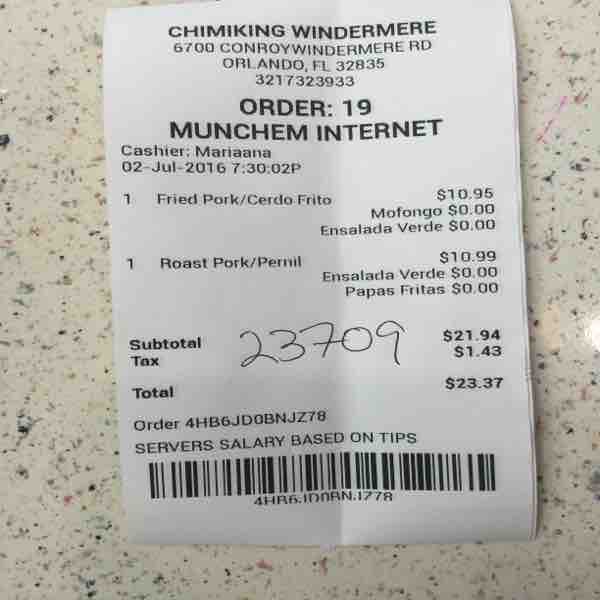 CHIMIKING WINDERMERE
6700 CONROYWINDERMERE RD
ORLANDO, FL 32835
3217323933
ORDER: 19
MUNCHEM INTERNET
Cashier: Mariaana
02-Jul-2016 7:30:02P
1 Fried Pork/Cerdo Frito $10.95
Mofongo $0.00
Ensalada Verde $0.00
1 Roast Pork/Pernil $10.99
Ensalada Verde $0.00
Papas Fritas $0.00
23709
Subtotal $21.94
Tax $1.43
Total $23.37
Order 4HB6JD0BNJZ78
SERVERS SALARY BASED ON TIPS
4HB6JD0BNJZ78